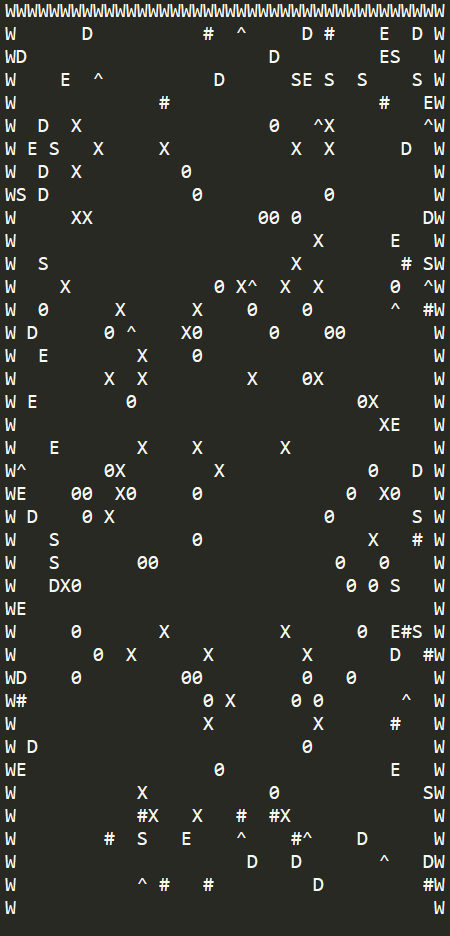 WWWWWWWWWWWWWWWWWWWWWWWWWWWWWWWWWWWWWWWW
W      D          #  ^     D #    E  D W
WD                      D         ES   W
W    E  ^          D      SE S  S    S W
W             #                   #   EW
W  D  X                 0   ^X        ^W
W E S   X     X           X  X      D  W
W  D  X         0                      W
WS D             0           0         W
W     XX               00 0           DW
W                           X      E   W
W  S                      X         # SW
W    X             0 X^  X  X      0  ^W
W  0      X      X    0    0       ^  #W
W D      0 ^    X0      0    00        W
W  E        X    0                     W
W        X  X         X    0X          W
W E        0                    0X     W
W                                 XE   W
W   E       X    X       X             W
W^       0X        X             0   D W
WE    00  X0     0             0  X0   W
W D    0 X                   0       S W
W   S            0               X   # W
W   S       00                0   0    W
W   DX0                        0 0 S   W
WE                                     W
W     0       X          X      0  E#S W
W       0  X      X        X       D  #W
WD    0         00         0   0       W
W#                0 X     0 0       ^  W
W                 X         X      #   W
W D                        0           W
WE                 0               E   W
W           X           0             SW
W           #X   X   #  #X             W
W        #  S   E    ^    #^    D      W
W                     D   D       ^   DW
W           ^ #   #         D         #W
W                                      W